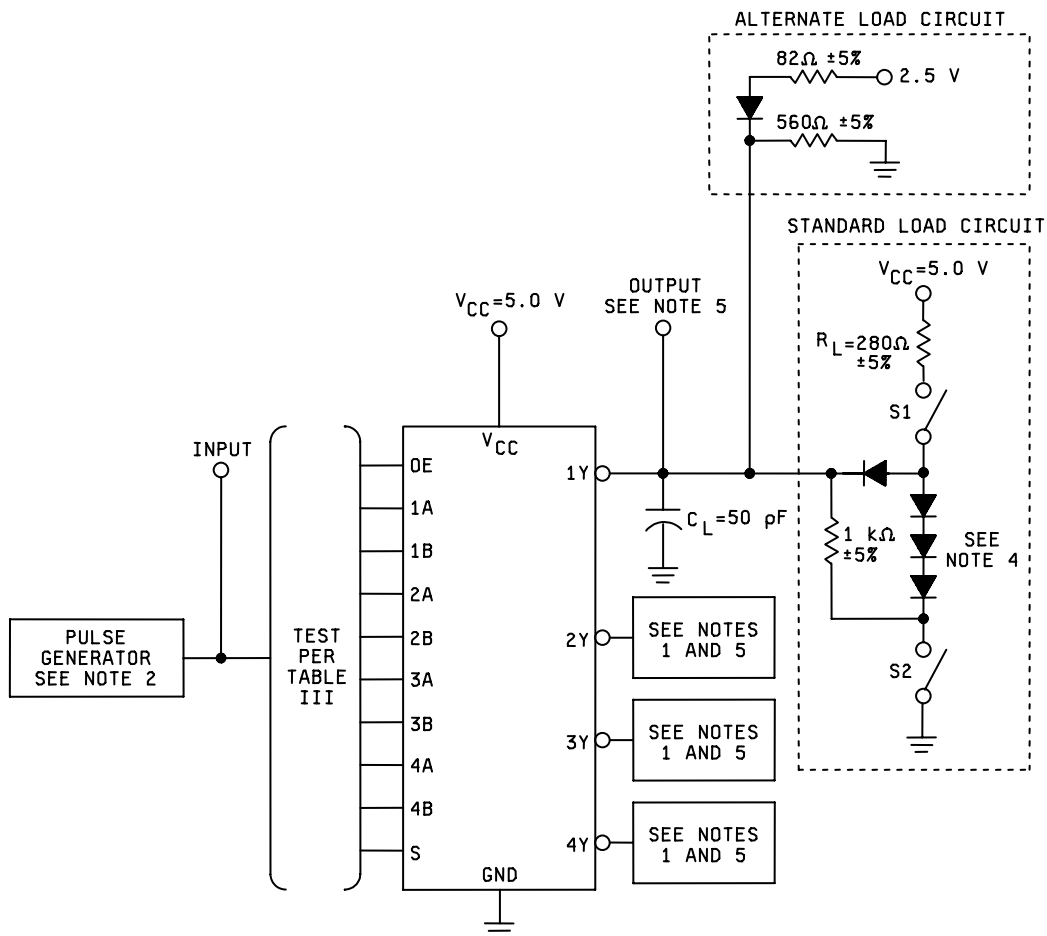 ALTERNATE LOAD CIRCUIT
82Ω ±5%
2.5 V
560Ω ±5%
STANDARD LOAD CIRCUIT
VCC=5.0 V
RL=280Ω
±5%
S1
1 kΩ
±5%
SEE
NOTE 4
S2
VCC=5.0 V
OUTPUT
SEE NOTE 5
INPUT
PULSE
GENERATOR
SEE NOTE 2
TEST
PER
TABLE
III
VCC
OE
1A
1B
2A
2B
3A
3B
4A
4B
S
GND
1Y
2Y
3Y
4Y
CL=50 pF
SEE NOTES
1 AND 5
SEE NOTES
1 AND 5
SEE NOTES
1 AND 5